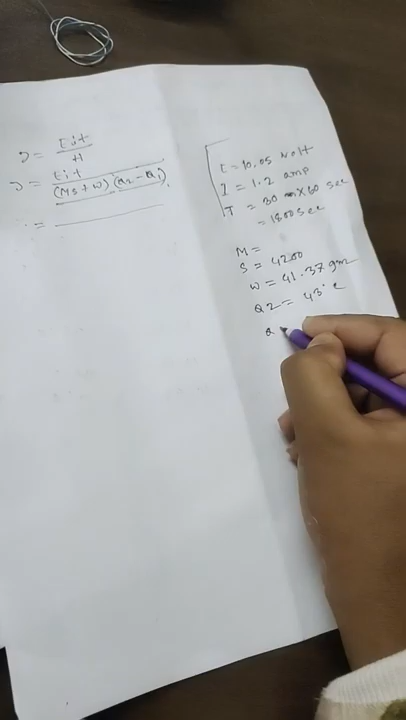 J = Eit
H
J = Eit
(Ms+W)(θ2-θ1).
∴ =
E = 10.05 Volt
I = 1.2 amp
T = 30 m×60 sec
= 1800 sec
M =
S = 4200
W = 41.37 gm
θ2 = 43°c
θ